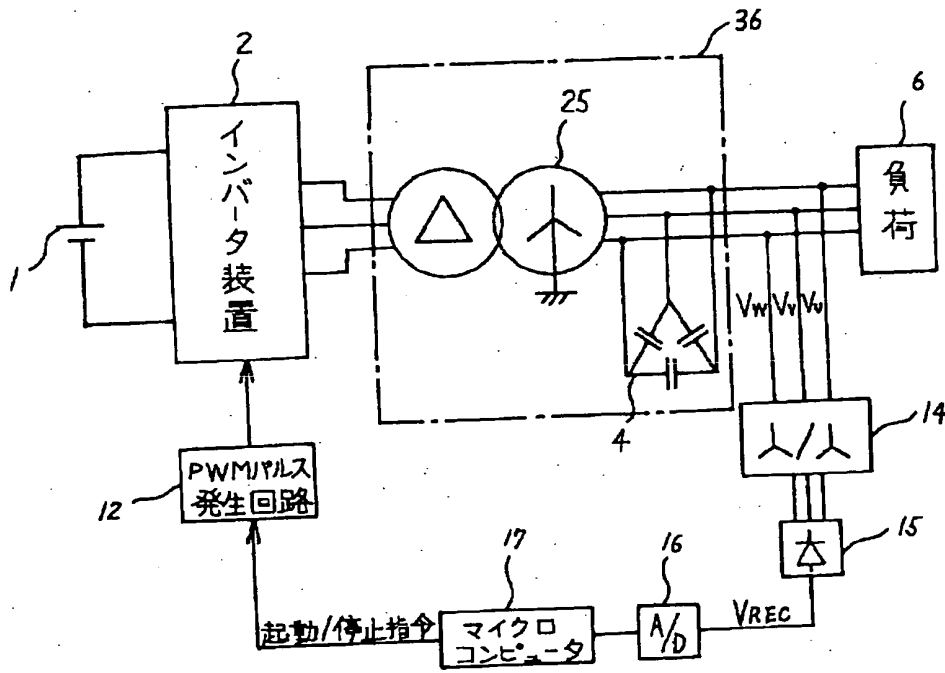 36
2
25
6
インバータ装置
負荷
1
VW VV VU
4
14
PWMパルス
発生回路
12
15
17
16
起動/停止指令
マイクロ
コンピュータ
A/D
VREC